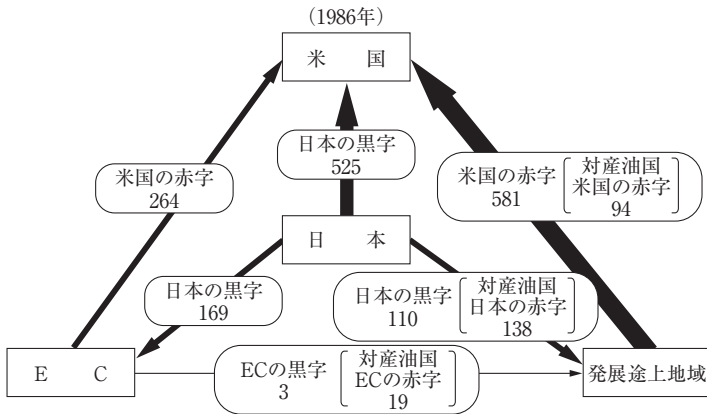 (1986年)
米 国
日本の黒字
525
米国の赤字
264
米国の赤字
581
対産油国
米国の赤字
94
日 本
日本の黒字
169
日本の黒字
110
対産油国
日本の赤字
138
E C
ECの黒字
3
対産油国
ECの赤字
19
発展途上地域